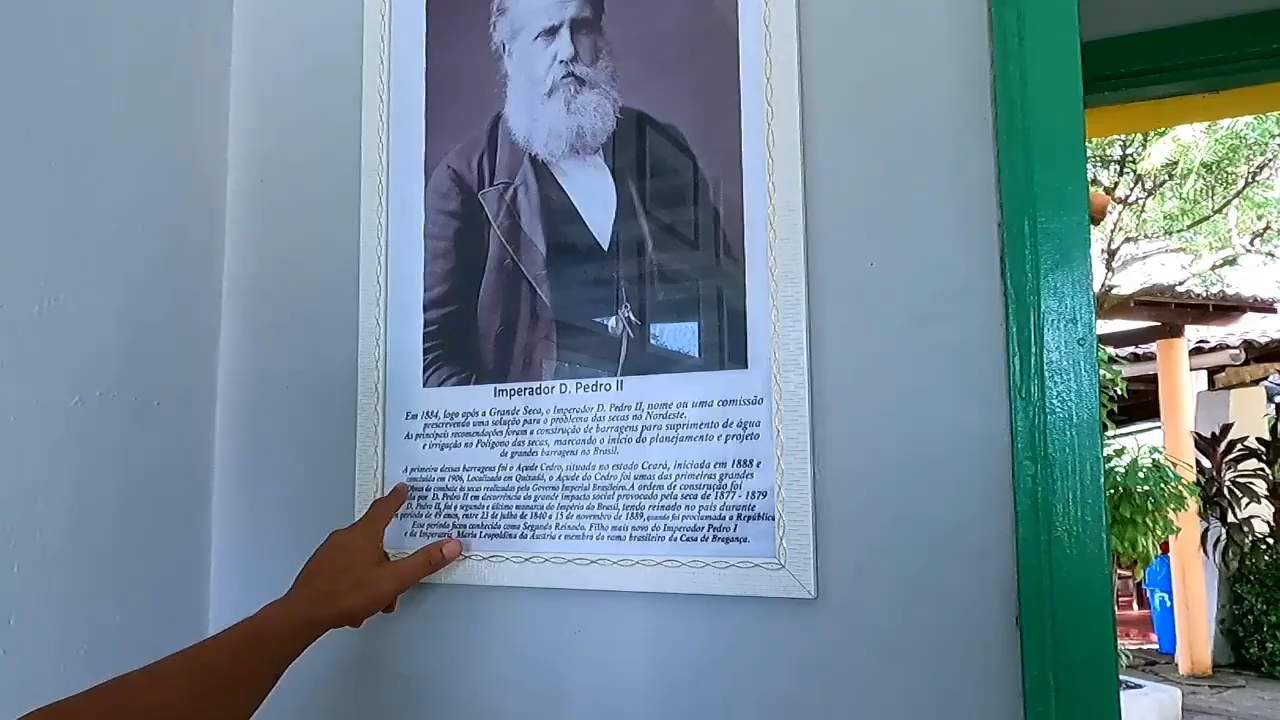 Imperador D. Pedro II
Em 1884, logo após a Grande Seca, o Imperador D. Pedro II, nome ou uma comissão
prescrevendo uma solução para o problema das secas no Nordeste.
As principais recomendações foram a construção de barragens para suprimento de água
e irrigação no Polígono das secas, marcando o início do planejamento e projeto
de grandes barragens no Brasil.
A primeira dessas barragens foi o Açude Cedro, situada no estado Ceará, iniciada em 1888 e
concluída em 1906, Localizado em Quixadá, o Açude do Cedro foi umas das primeiras grandes
Obras de combate às secas realizadas pelo Governo Imperial Brasileiro. A ordem de construção foi
por D. Pedro II em decorrência do grande impacto social provocado pela seca de 1877 - 1879
D. Pedro II, foi o segundo e último monarca do Império do Brasil, tendo reinado no país durante
período de 49 anos, entre 23 de julho de 1840 a 15 de novembro de 1889, quando foi proclamada a República
Esse período ficou conhecido como Segundo Reinado. Filho mais novo do Imperador Pedro I
e da Imperatriz Maria Leopoldina da Áustria e membro do ramo brasileiro da Casa de Bragança.